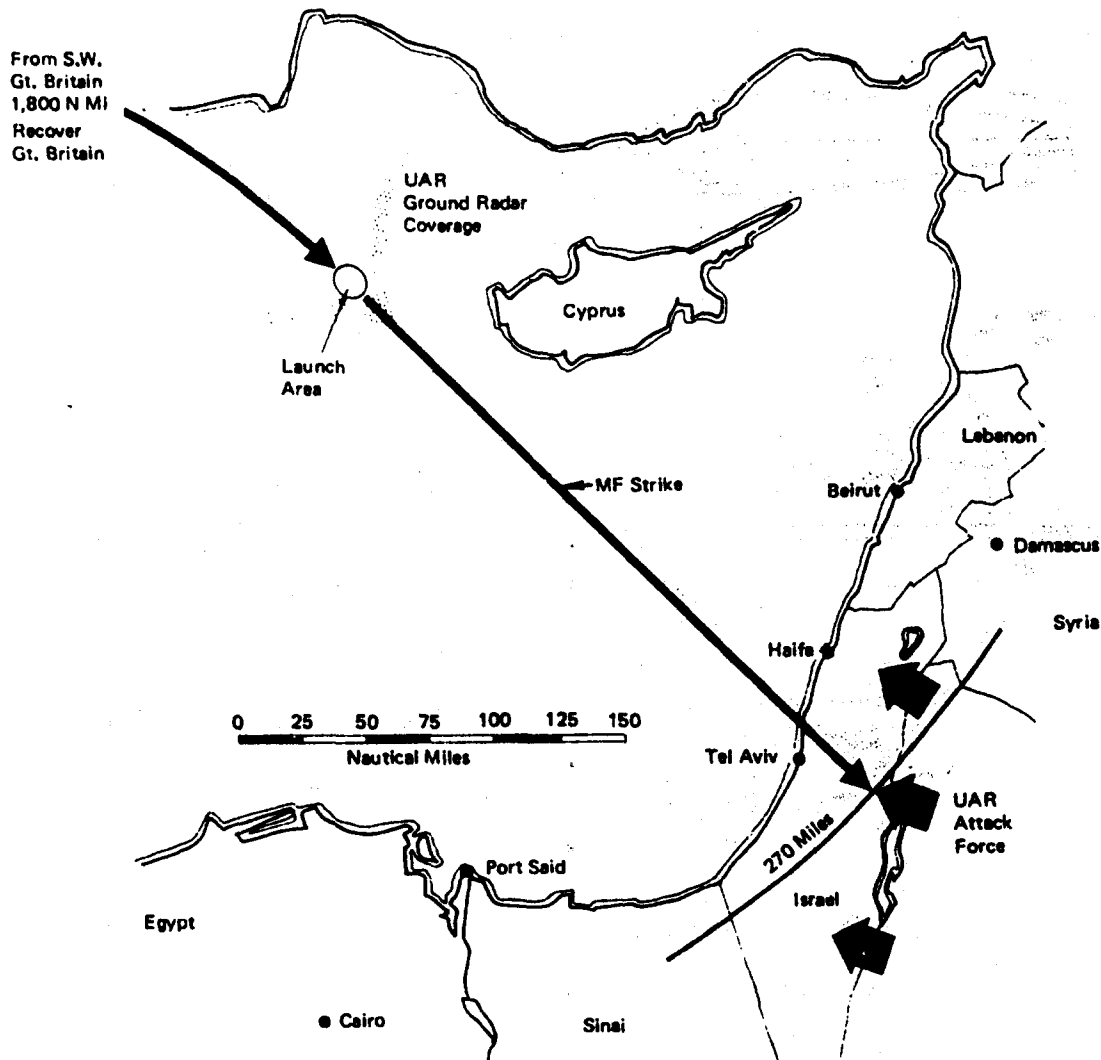 From S.W.
Gt. Britain
1,800 N Mi
Recover
Gt. Britain
UAR
Ground Radar
Coverage
Cyprus
Launch
Area
Lebanon
MF Strike
Beirut
Damascus
Syria
Haifa
0 25 50 75 100 125 150
Nautical Miles
Tel Aviv
UAR
Attack
Force
270 Miles
Port Said
Israel
Egypt
Cairo
Sinai